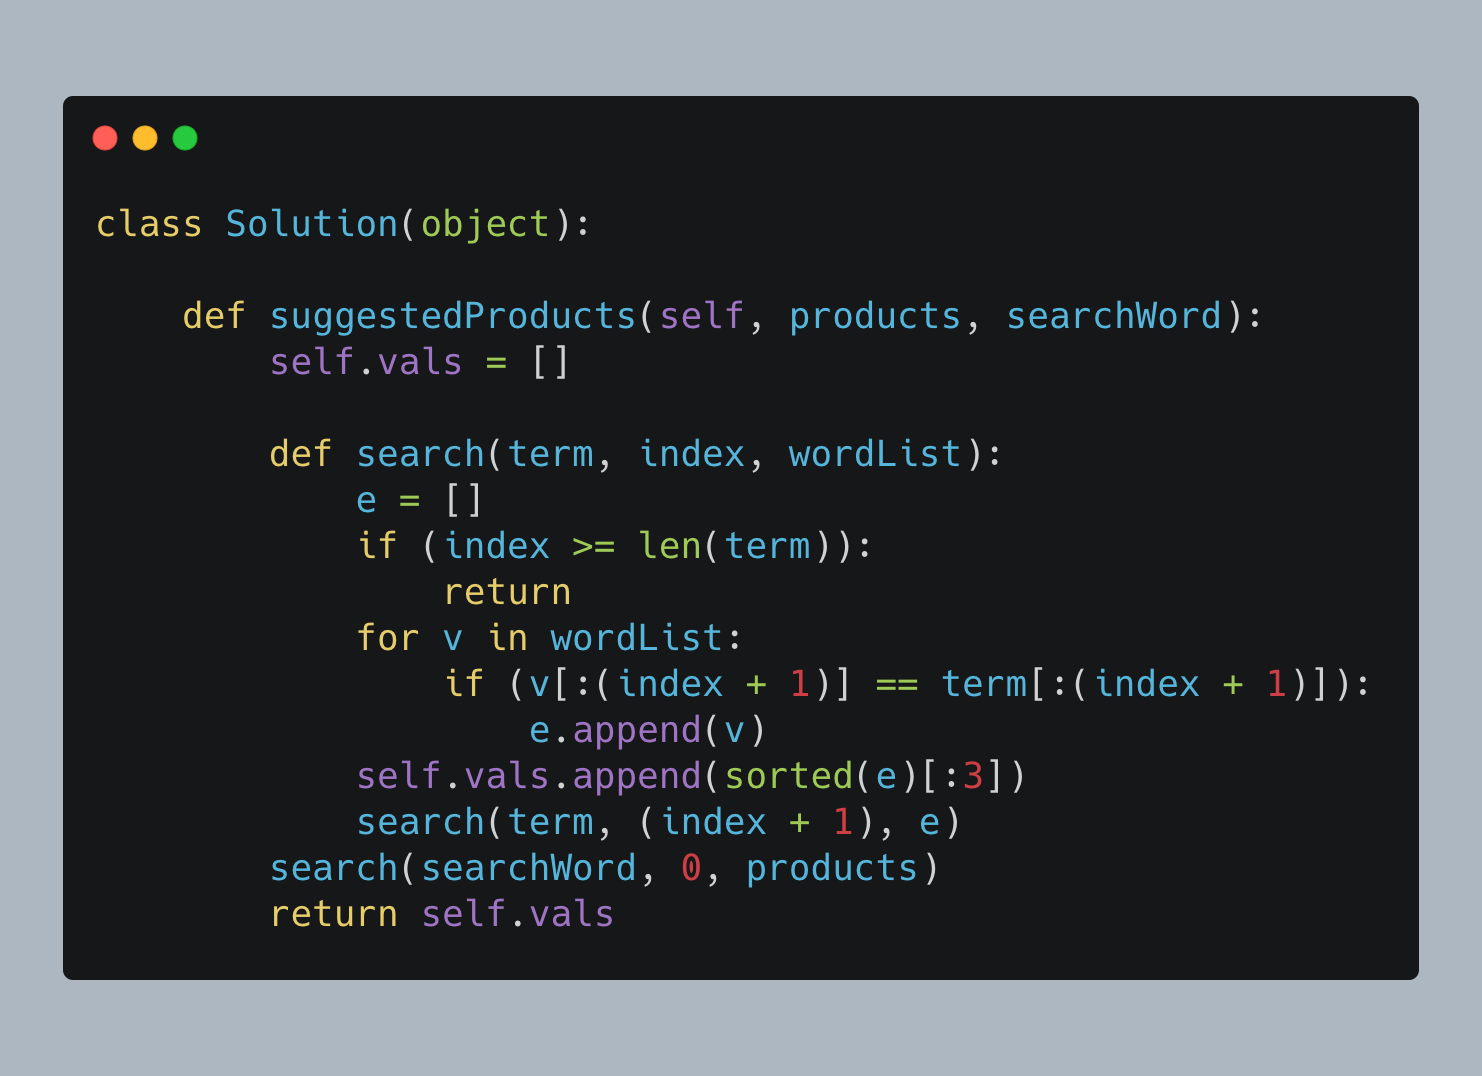 class Solution(object):

    def suggestedProducts(self, products, searchWord):
        self.vals = []

        def search(term, index, wordList):
            e = []
            if (index >= len(term)):
                return
            for v in wordList:
                if (v[:(index + 1)] == term[:(index + 1)]):
                    e.append(v)
            self.vals.append(sorted(e)[:3])
            search(term, (index + 1), e)
        search(searchWord, 0, products)
        return self.vals